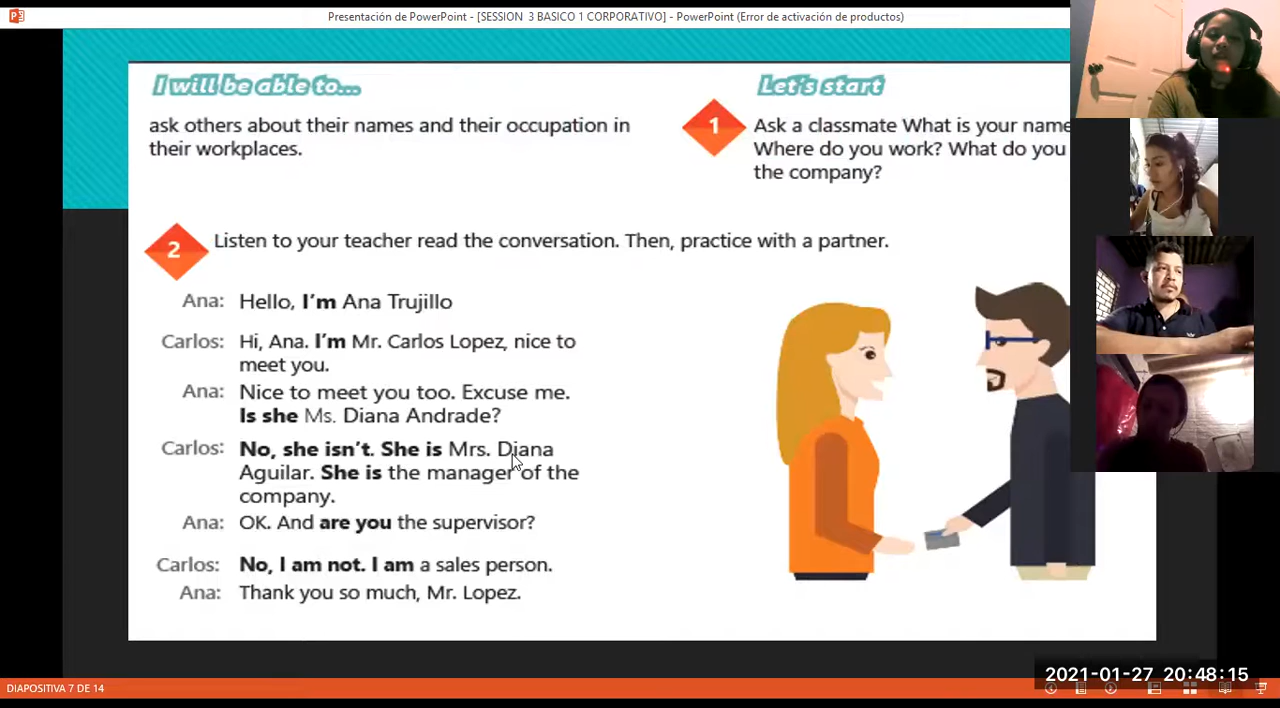 Presentación de PowerPoint - [SESSION 3 BASICO 1 CORPORATIVO] - PowerPoint (Error de activación de productos)
I will be able to...
ask others about their names and their occupation in
their workplaces.
Let's start
1
Ask a classmate What is your name
Where do you work? What do you
the company?
2
Listen to your teacher read the conversation. Then, practice with a partner.
Ana: Hello, I'm Ana Trujillo
Carlos: Hi, Ana. I'm Mr. Carlos Lopez, nice to
meet you.
Ana: Nice to meet you too. Excuse me.
Is she Ms. Diana Andrade?
Carlos: No, she isn't. She is Mrs. Diana
Aguilar. She is the manager of the
company.
Ana: OK. And are you the supervisor?
Carlos: No, I am not. I am a sales person.
Ana: Thank you so much, Mr. Lopez.
2021-01-27 20:48:15
DIAPOSITIVA 7 DE 14